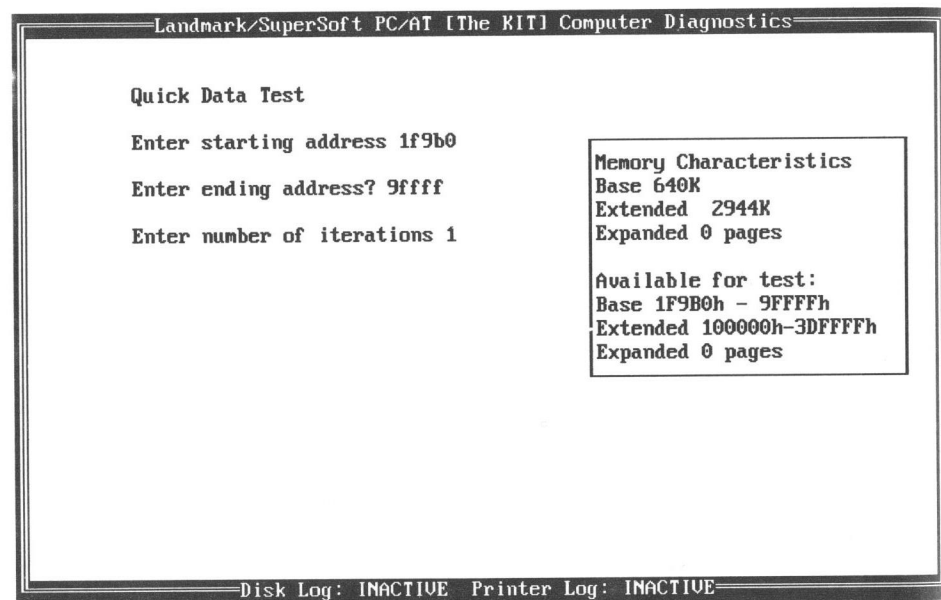 Landmark/SuperSoft PC/AT [The KIT] Computer Diagnostics
Quick Data Test
Enter starting address 1f9b0
Enter ending address? 9ffff
Enter number of iterations 1
Memory Characteristics
Base 640K
Extended  2944K
Expanded 0 pages
Available for test:
Base 1F9B0h - 9FFFFh
Extended 100000h-3DFFFFh
Expanded 0 pages
Disk Log: INACTIVE  Printer Log: INACTIVE